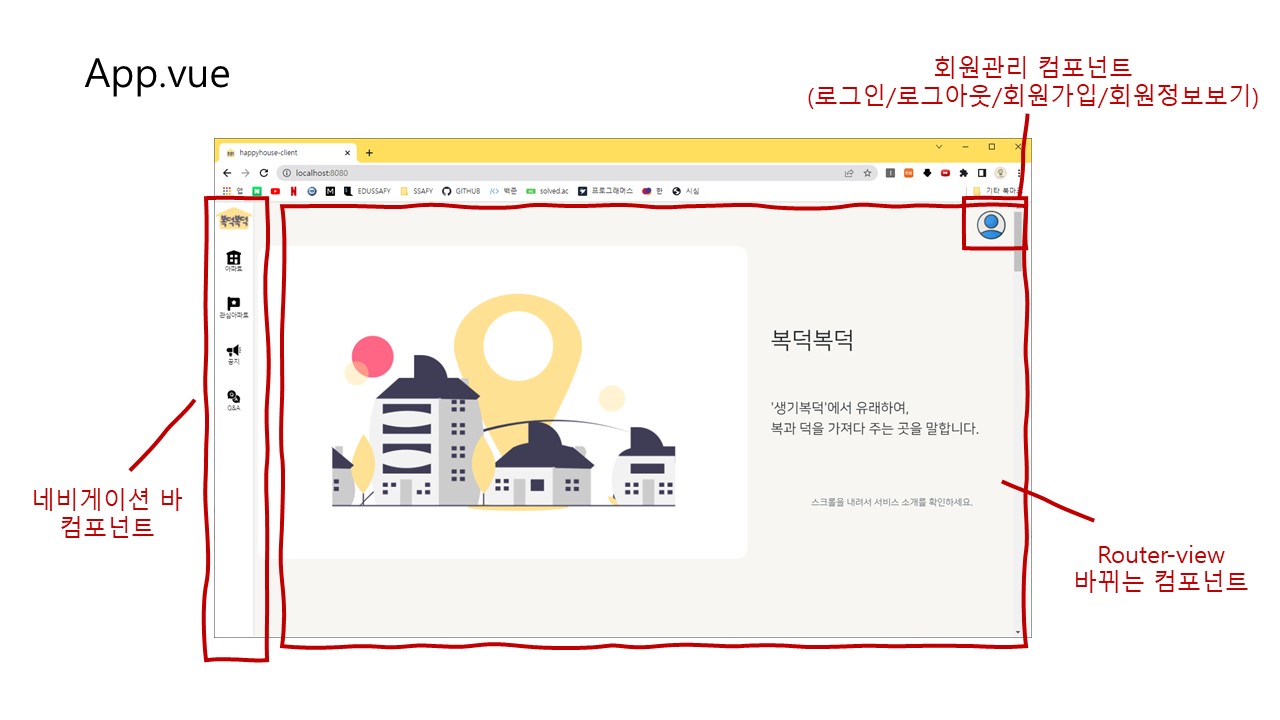 App.vue
회원관리 컴포넌트
(로그인/로그아웃/회원가입/회원정보보기)
happyhouse-client
localhost:8080
앱
EDUSSAFY
SSAFY
GITHUB
백준
solved.ac
프로그래머스
한
시실
기타 북마
복덕복덕
아파트
관심아파트
공지
Q&A
복덕복덕
'생기복덕'에서 유래하여,
복과 덕을 가져다 주는 곳을 말합니다.
스크롤을 내려서 서비스 소개를 확인하세요.
네비게이션 바
컴포넌트
Router-view
바뀌는 컴포넌트